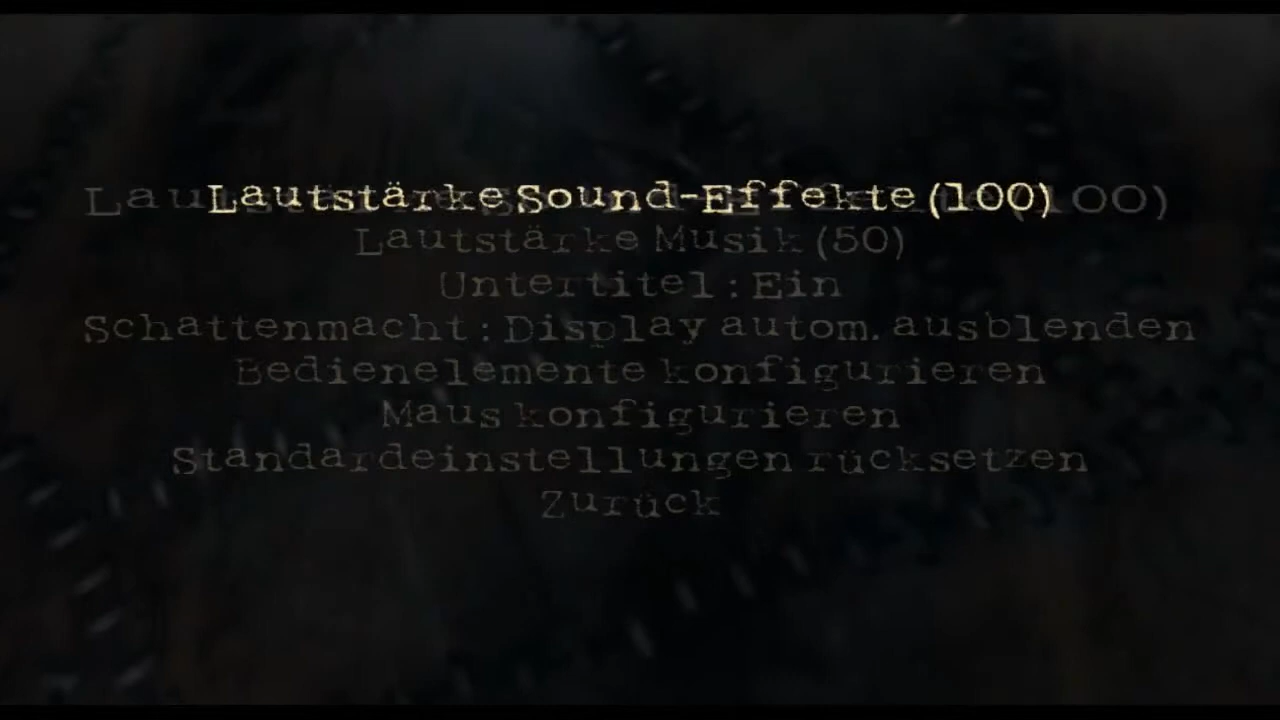 Lautstärke Sound-Effekte (100)
Lautstärke Musik (50)
Untertitel : Ein
Schattenmacht : Display autom. ausblenden
Bedienelemente konfigurieren
Maus konfigurieren
Standardeinstellungen rücksetzen
Zurück